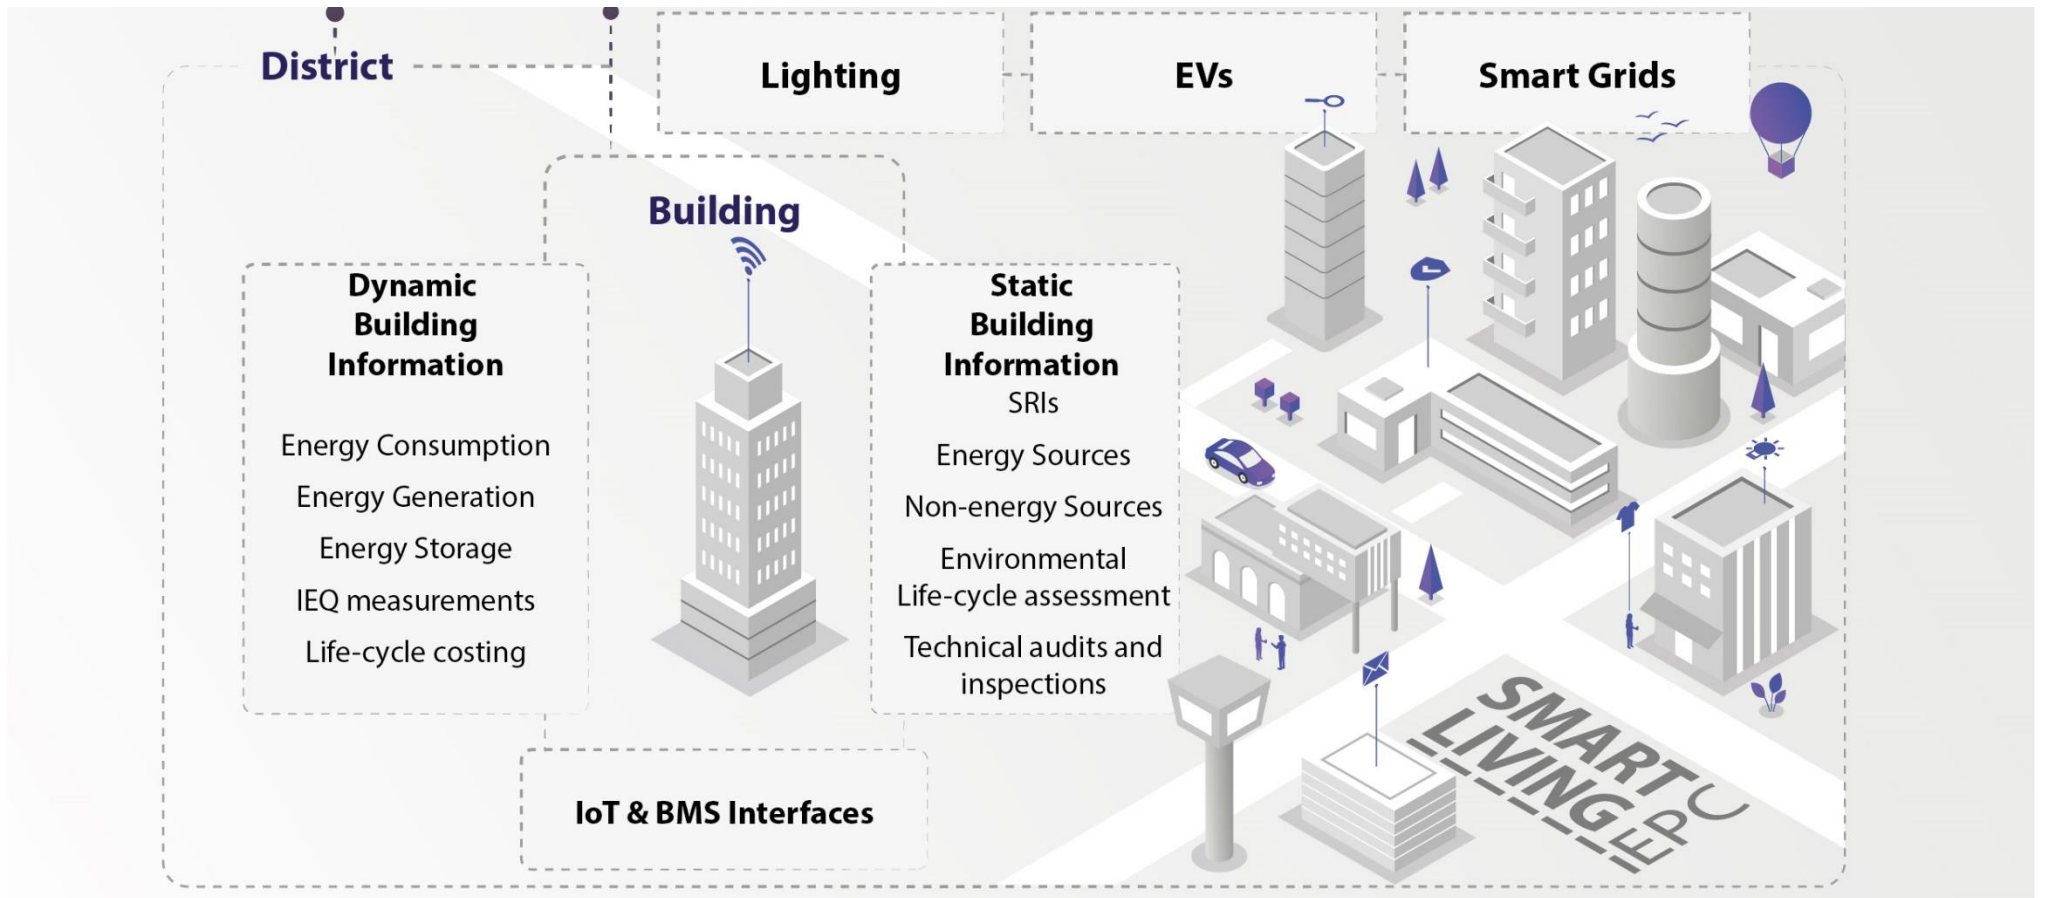 District
Lighting
EVs
Smart Grids
Building
Dynamic
Building
Information
Energy Consumption
Energy Generation
Energy Storage
IEQ measurements
Life-cycle costing
Static
Building
Information
SRIs
Energy Sources
Non-energy Sources
Environmental
Life-cycle assessment
Technical audits and
inspections
IoT & BMS Interfaces
SMART
LIVING
EPC